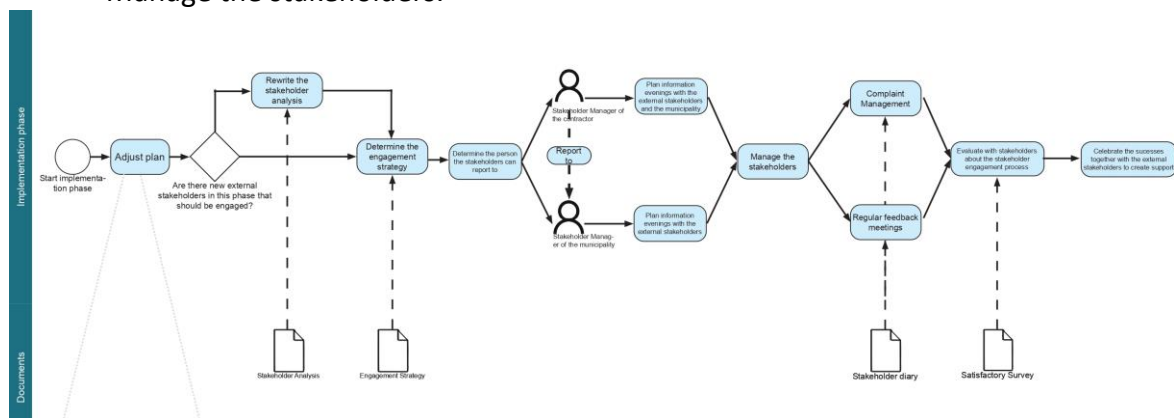 Manage the stakeholders.
Implementation phase
Documents
Start implementa-
tion phase
Adjust plan
Are there new external
stakeholders in this phase that
should be engaged?
Rewrite the
stakeholder
analysis
Determine the
engagement
strategy
Determine the person
the stakeholders can
report to
Stakeholder Manager of
the contractor
Report
to
Stakeholder Manag-
er of the municipality
Plan information
evenings with the
external stakeholders
and the municipality
Plan information
evenings with the
external stakeholders
Manage the
stakeholders
Complaint
Management
Regular feedback
meetings
Evaluate with stakeholders
about the stakeholder
engagement process
Celebrate the sucesses
together with the external
stakeholders to create support
Stakeholder Analysis
Engagement Strategy
Stakeholder diary
Satisfactory Survey